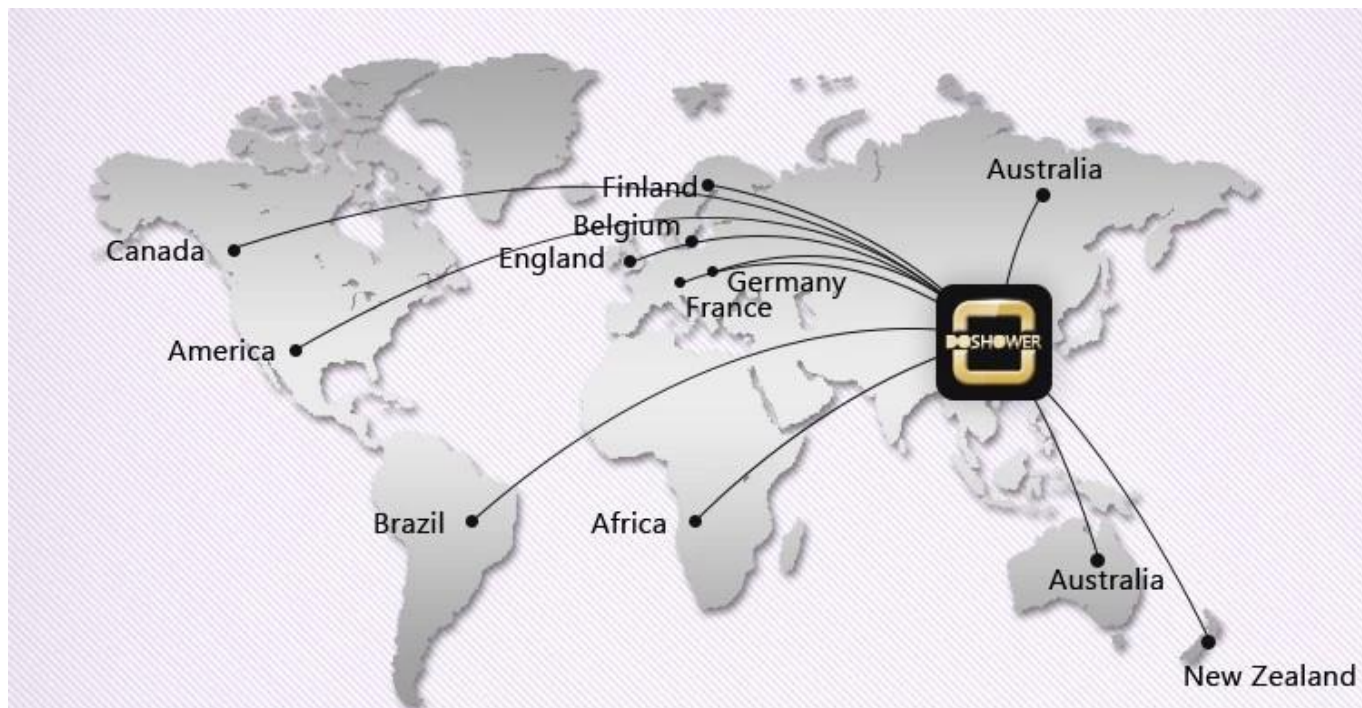 Australia
Finland
Belgium
Canada
England
Germany
France
DOSHOWER
America
Brazil
Africa
Australia
New Zealand